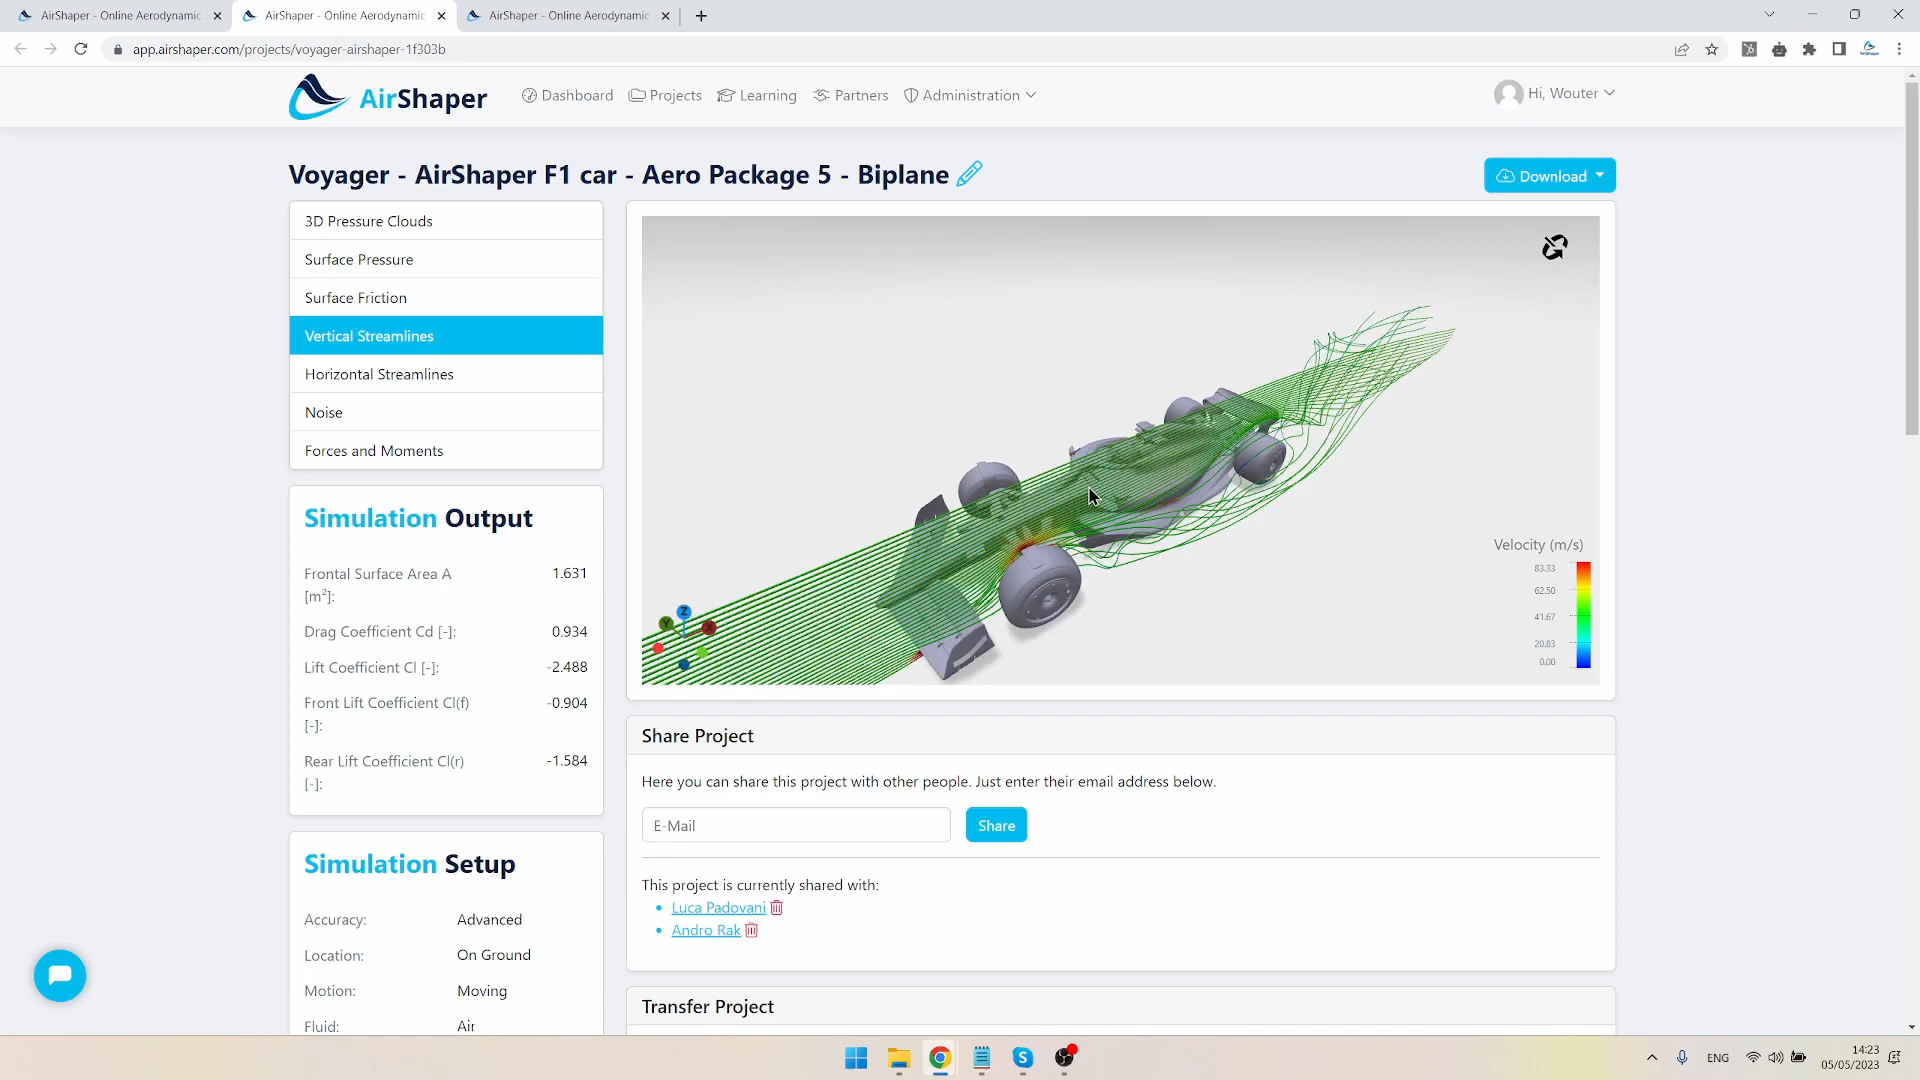 AirShaper - Online Aerodynamic
AirShaper - Online Aerodynamic
AirShaper - Online Aerodynamic
app.airshaper.com/projects/voyager-airshaper-1f303b
AirShaper
Dashboard
Projects
Learning
Partners
Administration
Hi, Wouter
Voyager - AirShaper F1 car - Aero Package 5 - Biplane
Download
3D Pressure Clouds
Surface Pressure
Surface Friction
Vertical Streamlines
Horizontal Streamlines
Noise
Forces and Moments
Z
Y
X
Velocity (m/s)
83.33
62.50
41.67
20.83
0.00
Simulation Output
Frontal Surface Area A [m²]: 1.631
Drag Coefficient Cd [-]: 0.934
Lift Coefficient Cl [-]: -2.488
Front Lift Coefficient Cl(f) [-]: -0.904
Rear Lift Coefficient Cl(r) [-]: -1.584
Simulation Setup
Accuracy: Advanced
Location: On Ground
Motion: Moving
Fluid: Air
Share Project
Here you can share this project with other people. Just enter their email address below.
E-Mail
Share
This project is currently shared with:
Luca Padovani
Andro Rak
Transfer Project
ENG
14:23
05/05/2023